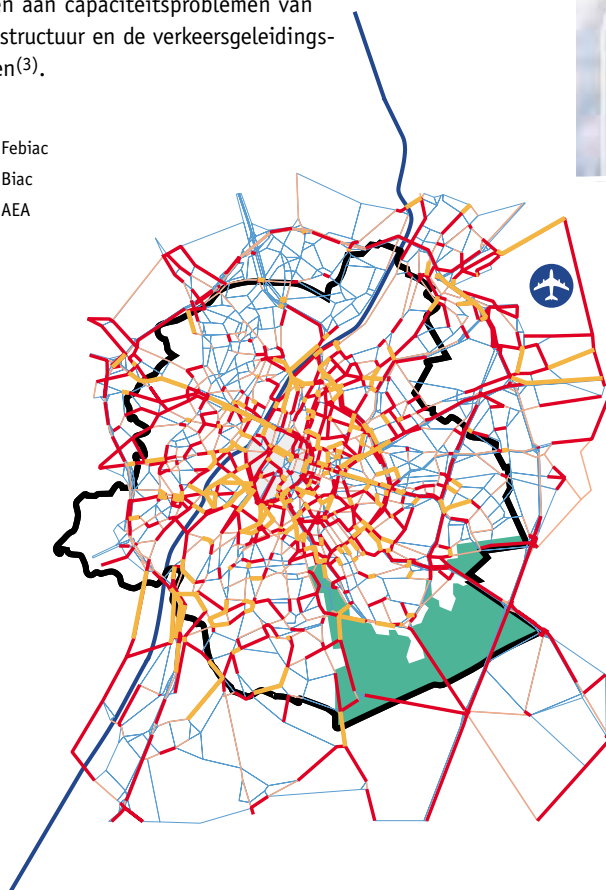 en aan capaciteitsproblemen van
structuur en de verkeersgeleidings-
en(3).
Febiac
Biac
AEA